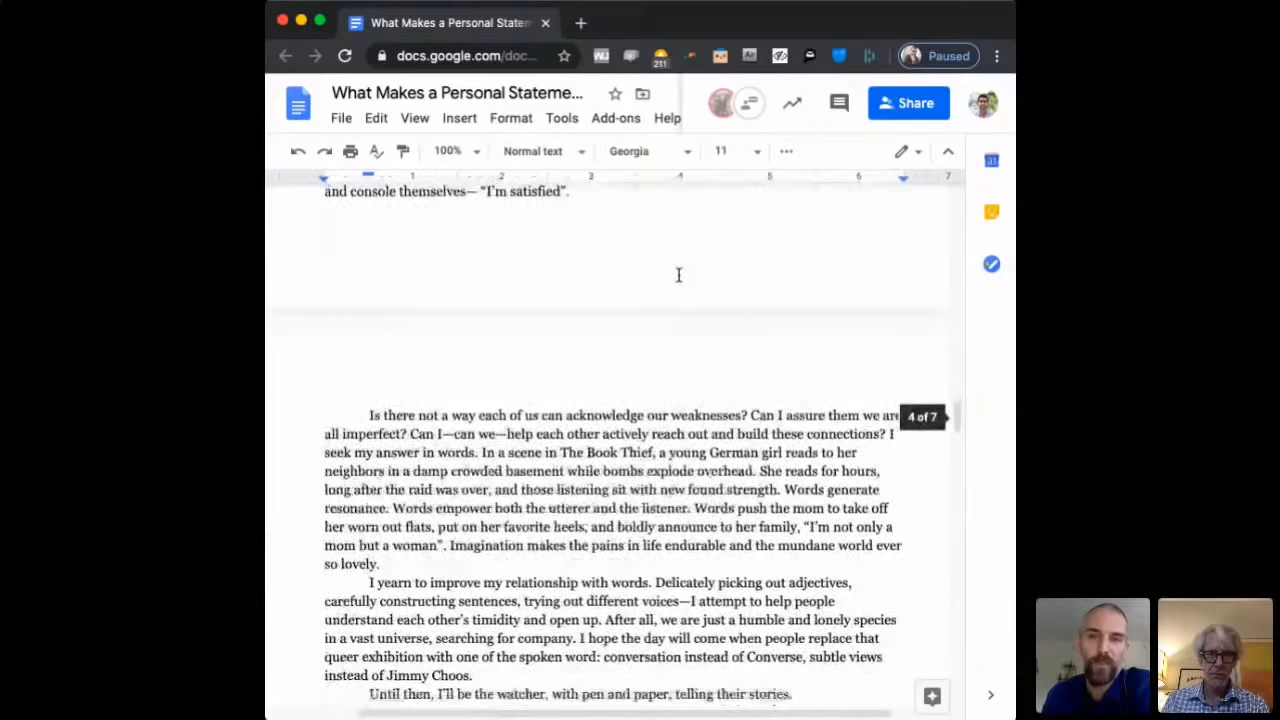 What Makes a Personal Statem
docs.google.com/doc...
211
Paused
What Makes a Personal Stateme...
Share
File Edit View Insert Format Tools Add-ons Help
100% Normal text Georgia 11
1 2 3 4 5 6 7
31
and console themselves— “I’m satisfied”.
Is there not a way each of us can acknowledge our weaknesses? Can I assure them we are
4 of 7
all imperfect? Can I—can we—help each other actively reach out and build these connections? I
seek my answer in words. In a scene in The Book Thief, a young German girl reads to her
neighbors in a damp crowded basement while bombs explode overhead. She reads for hours,
long after the raid was over, and those listening sit with new found strength. Words generate
resonance. Words empower both the utterer and the listener. Words push the mom to take off
her worn out flats, put on her favorite heels, and boldly announce to her family, “I’m not only a
mom but a woman”. Imagination makes the pains in life endurable and the mundane world ever
so lovely.
I yearn to improve my relationship with words. Delicately picking out adjectives,
carefully constructing sentences, trying out different voices—I attempt to help people
understand each other’s timidity and open up. After all, we are just a humble and lonely species
in a vast universe, searching for company. I hope the day will come when people replace that
queer exhibition with one of the spoken word: conversation instead of Converse, subtle views
instead of Jimmy Choos.
Until then, I’ll be the watcher, with pen and paper, telling their stories.